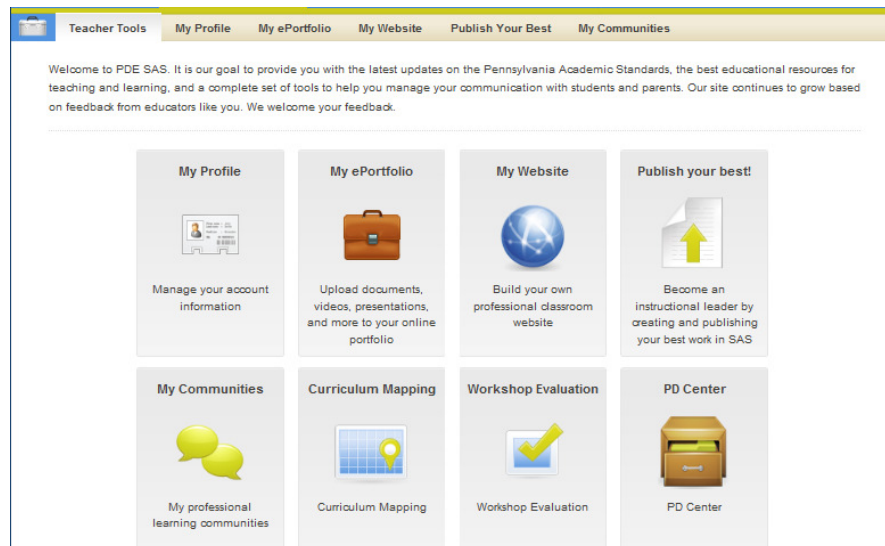 Teacher Tools My Profile My ePortfolio My Website Publish Your Best My Communities
Welcome to PDE SAS. It is our goal to provide you with the latest updates on the Pennsylvania Academic Standards, the best educational resources for
teaching and learning, and a complete set of tools to help you manage your communication with students and parents. Our site continues to grow based
on feedback from educators like you. We welcome your feedback.
My Profile
Manage your account
information
My ePortfolio
Upload documents,
videos, presentations,
and more to your online
portfolio
My Website
Build your own
professional classroom
website
Publish your best!
Become an
instructional leader by
creating and publishing
your best work in SAS
My Communities
My professional
learning communities
Curriculum Mapping
Curriculum Mapping
Workshop Evaluation
Workshop Evaluation
PD Center
PD Center